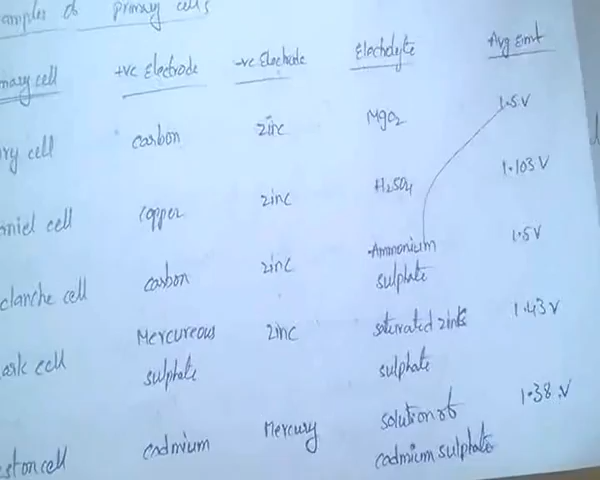 amples of primary cells
mary cell +ve Electrode -ve Electrode Electrolyte Avg Emf
ry cell carbon zinc MgO2 1.5V
niel cell copper zinc H2SO4 1.103V
clanche cell carbon zinc Ammonium sulphate 1.5V
ark cell Mercureous sulphate zinc saturated zink sulphate 1.43V
ston cell cadmium Mercury solution of cadmium sulphate 1.38V